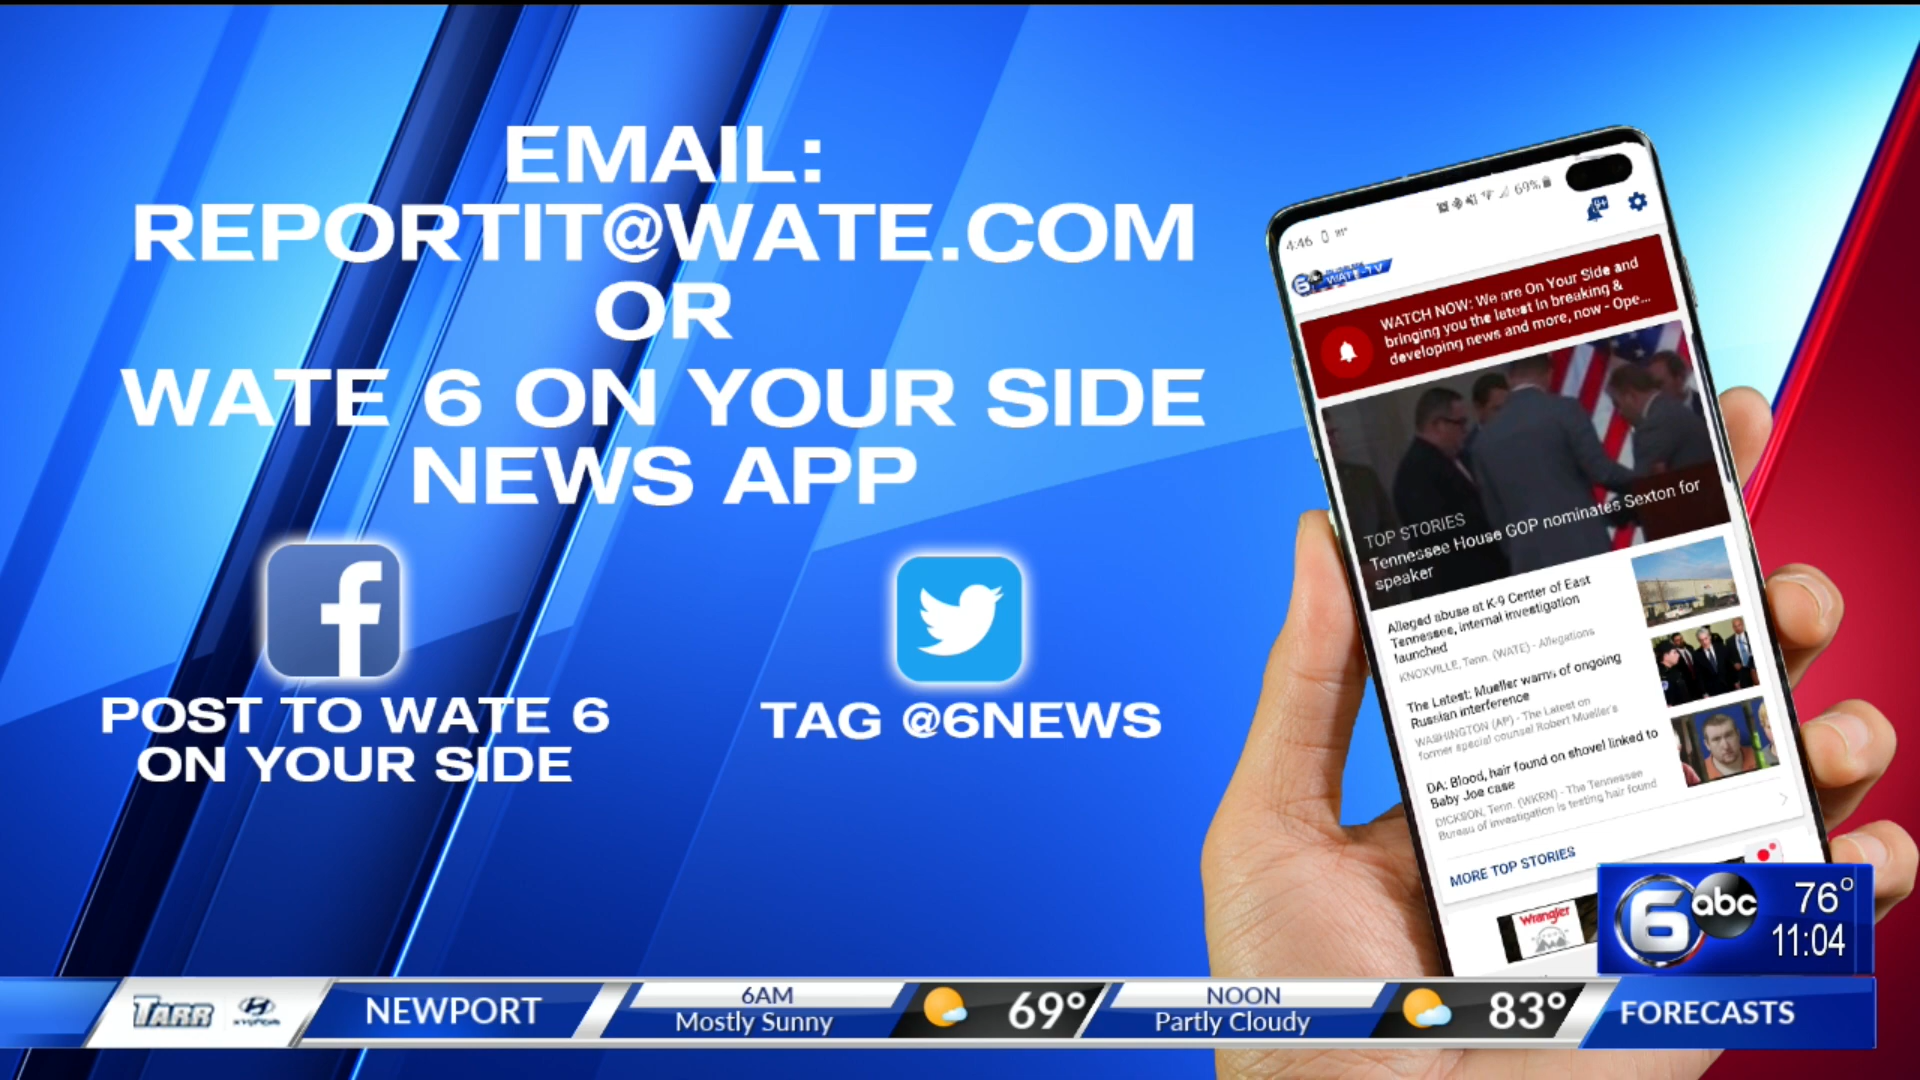 EMAIL:
REPORTIT@WATE.COM
OR
WATE 6 ON YOUR SIDE
NEWS APP
f
POST TO WATE 6
ON YOUR SIDE
TAG @6NEWS
4:46
69%
9+
6
WATE-TV
WATCH NOW: We are On Your Side and
bringing you the latest in breaking &
developing news and more, now - Ope...
TOP STORIES
Tennessee House GOP nominates Sexton for
speaker
Alleged abuse at K-9 Center of East
Tennessee, internal investigation
launched
KNOXVILLE, Tenn. (WATE) - Allegations
The Latest: Mueller warns of ongoing
Russian interference
WASHINGTON (AP) - The Latest on
former special counsel Robert Mueller's
DA: Blood, hair found on shovel linked to
Baby Joe case
DICKSON, Tenn. (WKRN) - The Tennessee
Bureau of investigation is testing hair found
MORE TOP STORIES
Wrangler
6 abc 76°
11:04
TARR HYUNDAI
NEWPORT
6AM
Mostly Sunny
69°
NOON
Partly Cloudy
83°
FORECASTS